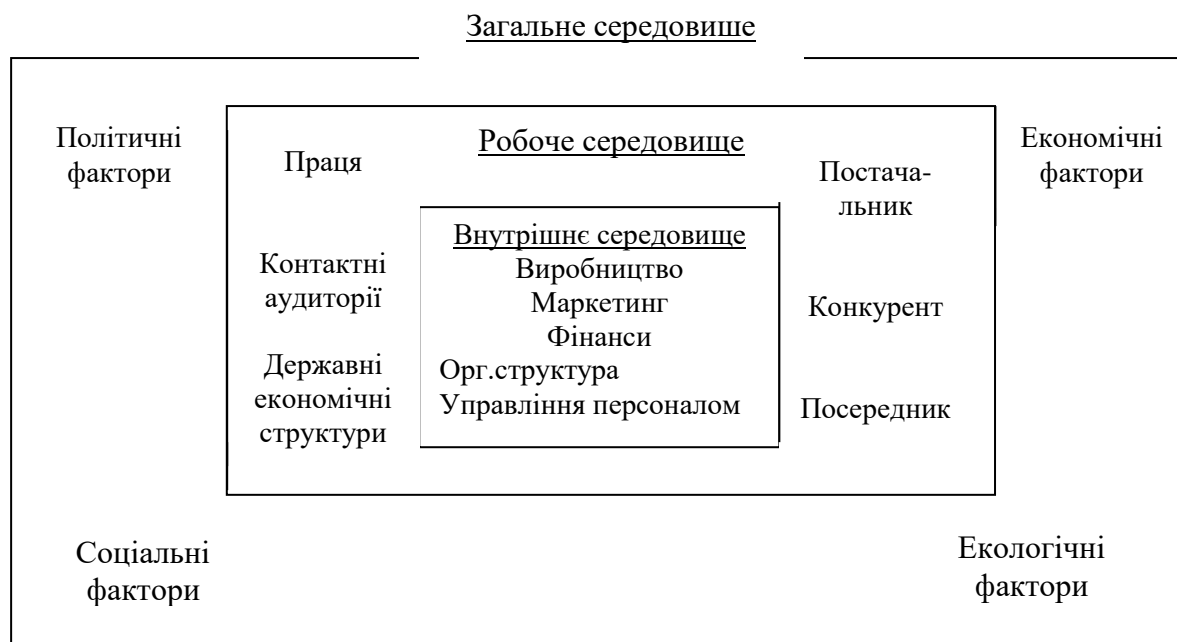 Загальне середовише
Політичні
фактори
Праця
Робоче середовище
Постача-
льник
Економічні
фактори
Контактні
аудиторії
Державні
економічні
структури
Внутрішнє середовище
Виробництво
Маркетинг
Фінанси
Орг.структура
Управління персоналом
Конкурент
Посередник
Соціальні
фактори
Екологічні
фактори